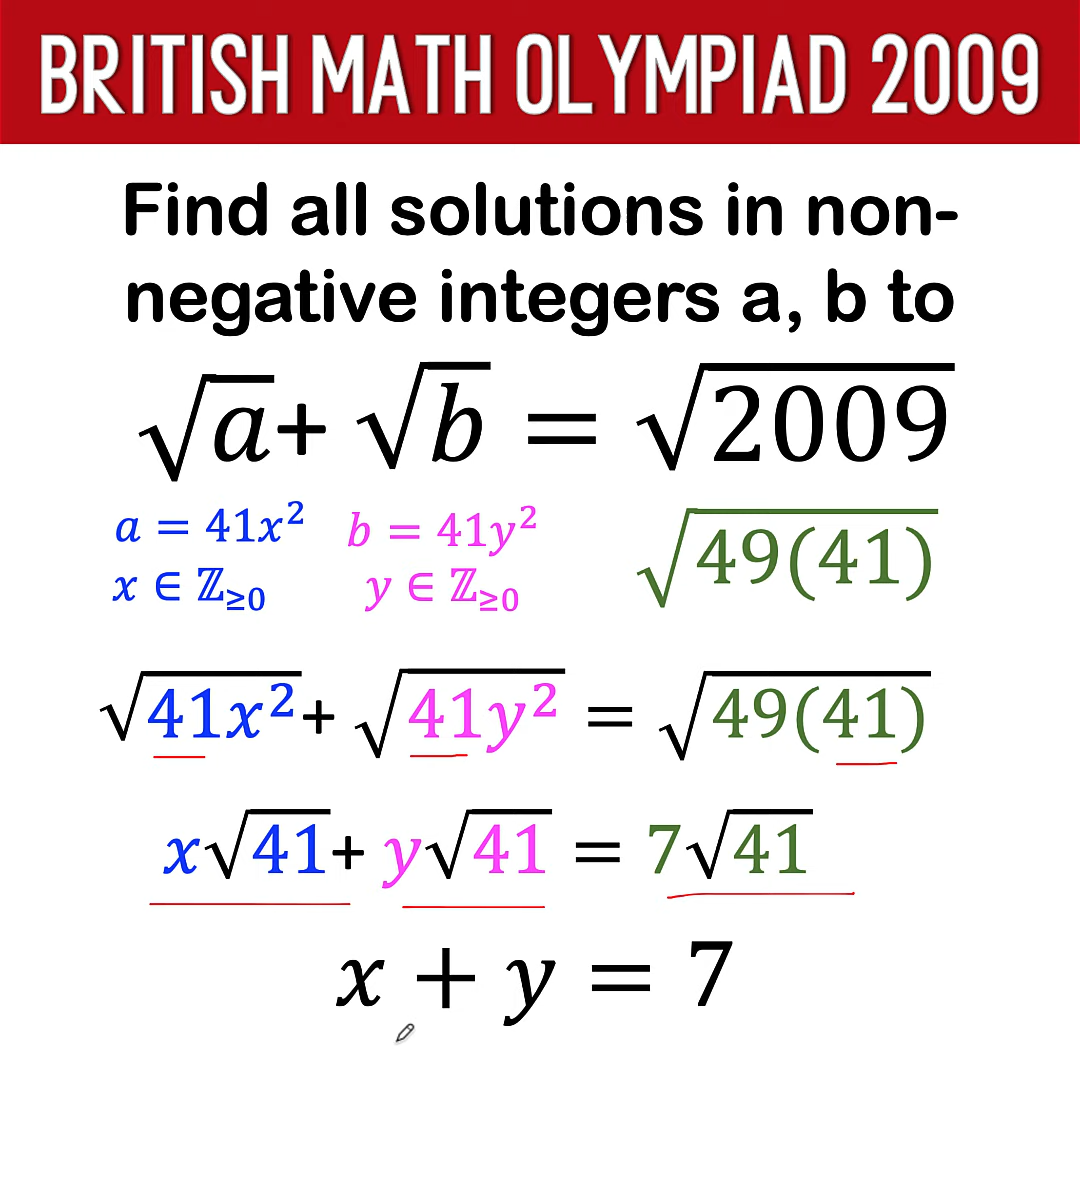 BRITISH MATH OLYMPIAD 2009
Find all solutions in non-
negative integers a, b to
√a + √b = √2009
a = 41x² b = 41y² √49(41)
x ∈ ℤ≥0 y ∈ ℤ≥0
√41x² + √41y² = √49(41)
x√41 + y√41 = 7√41
x + y = 7